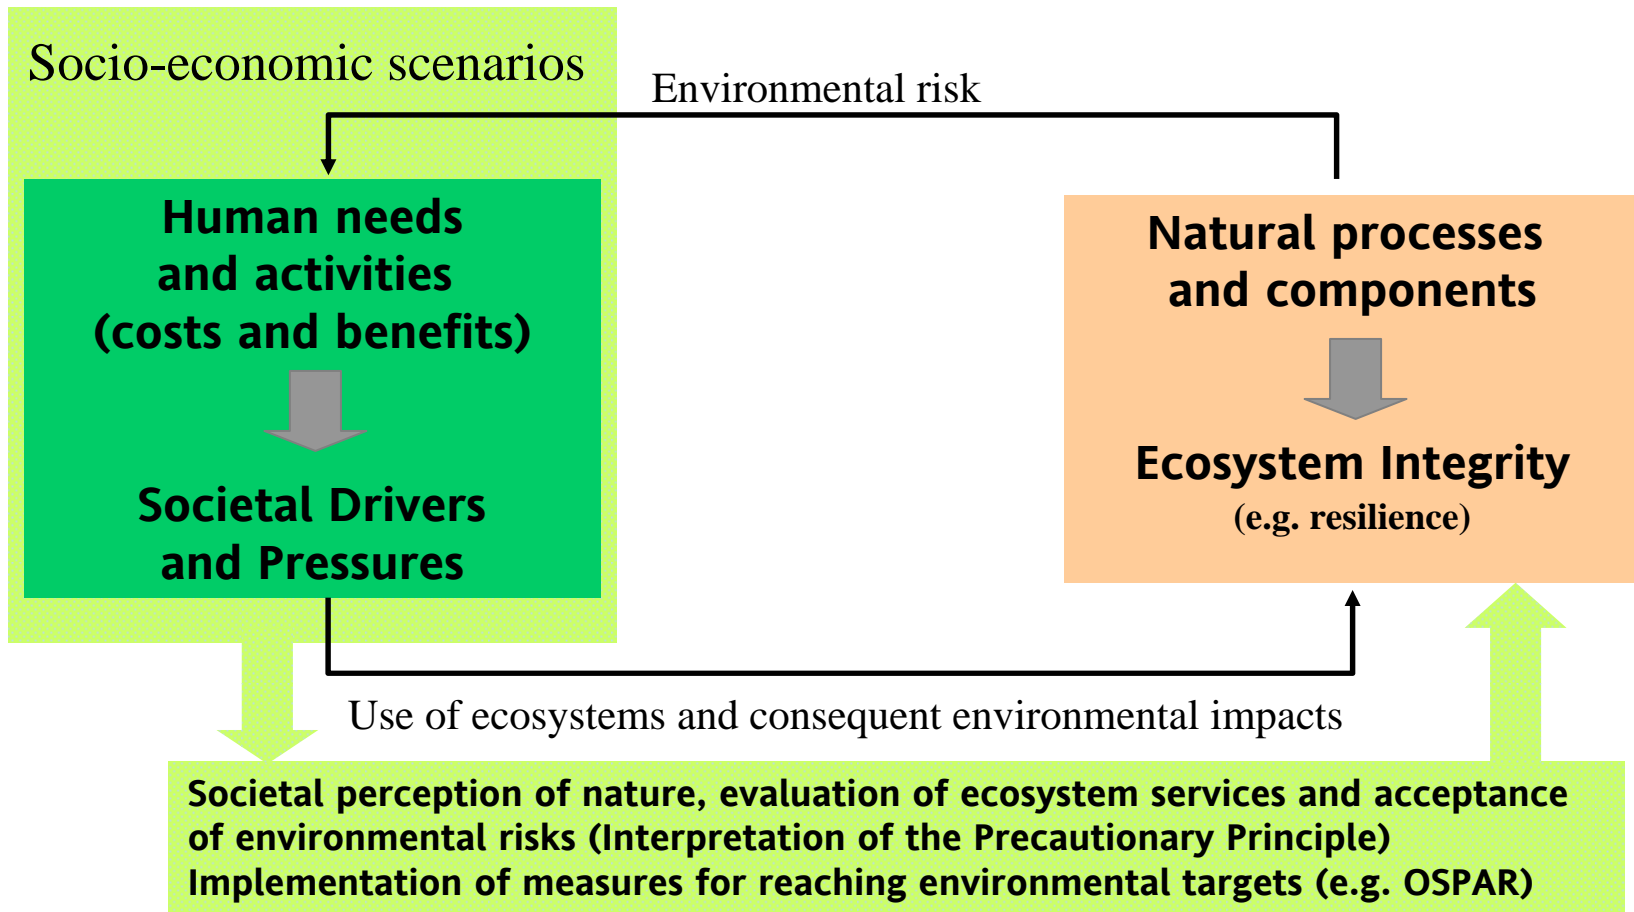 Socio-economic scenarios
Environmental risk
Human needs
and activities
(costs and benefits)
Societal Drivers
and Pressures
Natural processes
and components
Ecosystem Integrity
(e.g. resilience)
Use of ecosystems and consequent environmental impacts
Societal perception of nature, evaluation of ecosystem services and acceptance
of environmental risks (Interpretation of the Precautionary Principle)
Implementation of measures for reaching environmental targets (e.g. OSPAR)